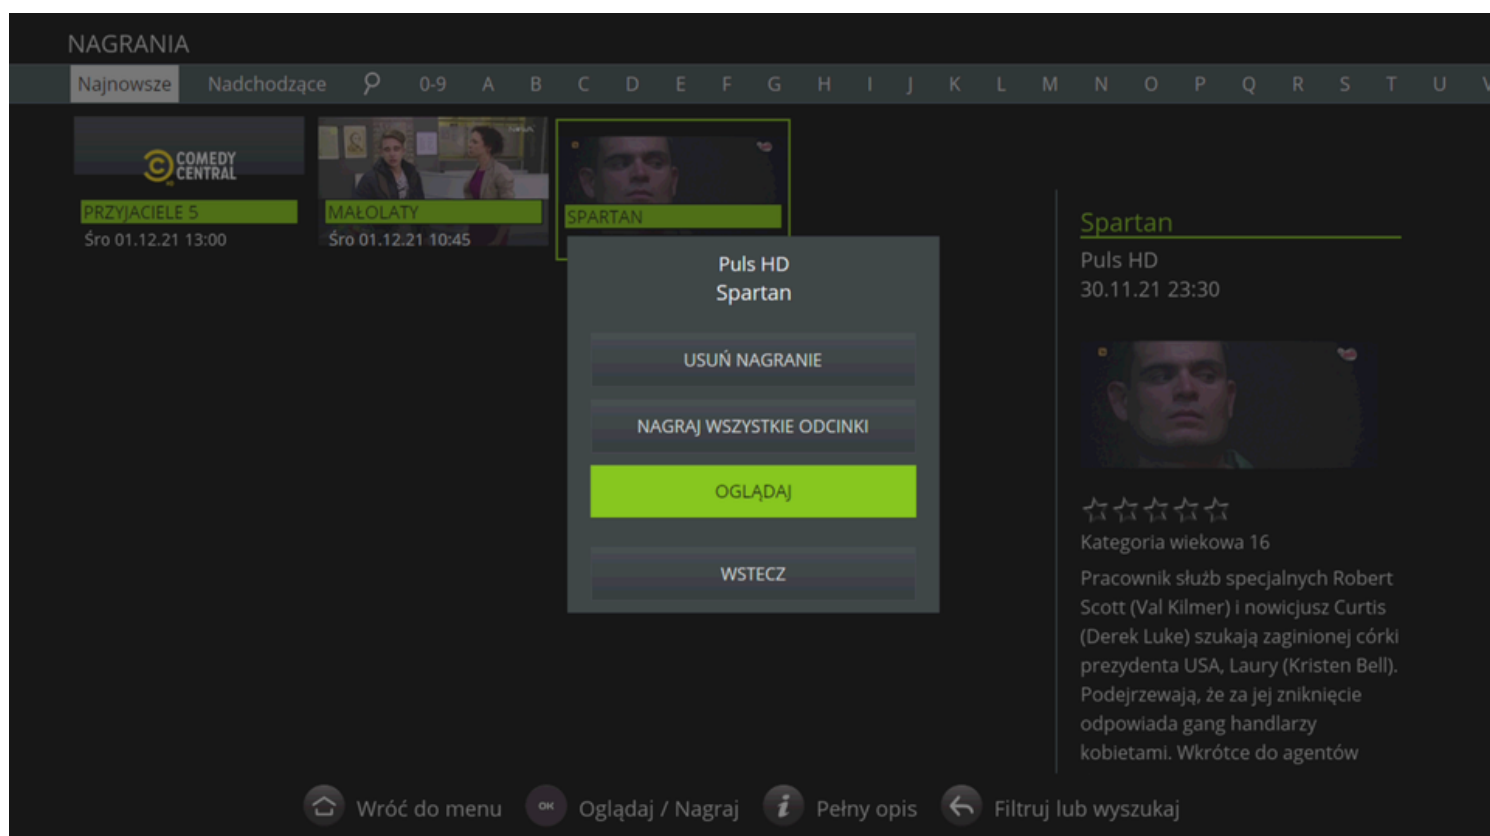 NAGRANIA
Najnowsze Nadchodzące 0-9 A B C D E F G H I J K L M N O P Q R S T U V
COMEDY
CENTRAL
HD
PRZYJACIELE 5
Śro 01.12.21 13:00
MAŁOLATY
Śro 01.12.21 10:45
SPARTAN
Puls HD
Spartan
USUŃ NAGRANIE
NAGRAJ WSZYSTKIE ODCINKI
OGLĄDAJ
WSTECZ
Spartan
Puls HD
30.11.21 23:30
Kategoria wiekowa 16
Pracownik służb specjalnych Robert
Scott (Val Kilmer) i nowicjusz Curtis
(Derek Luke) szukają zaginionej córki
prezydenta USA, Laury (Kristen Bell).
Podejrzewają, że za jej zniknięcie
odpowiada gang handlarzy
kobietami. Wkrótce do agentów
Wróć do menu OK Oglądaj / Nagraj i Pełny opis Filtruj lub wyszukaj